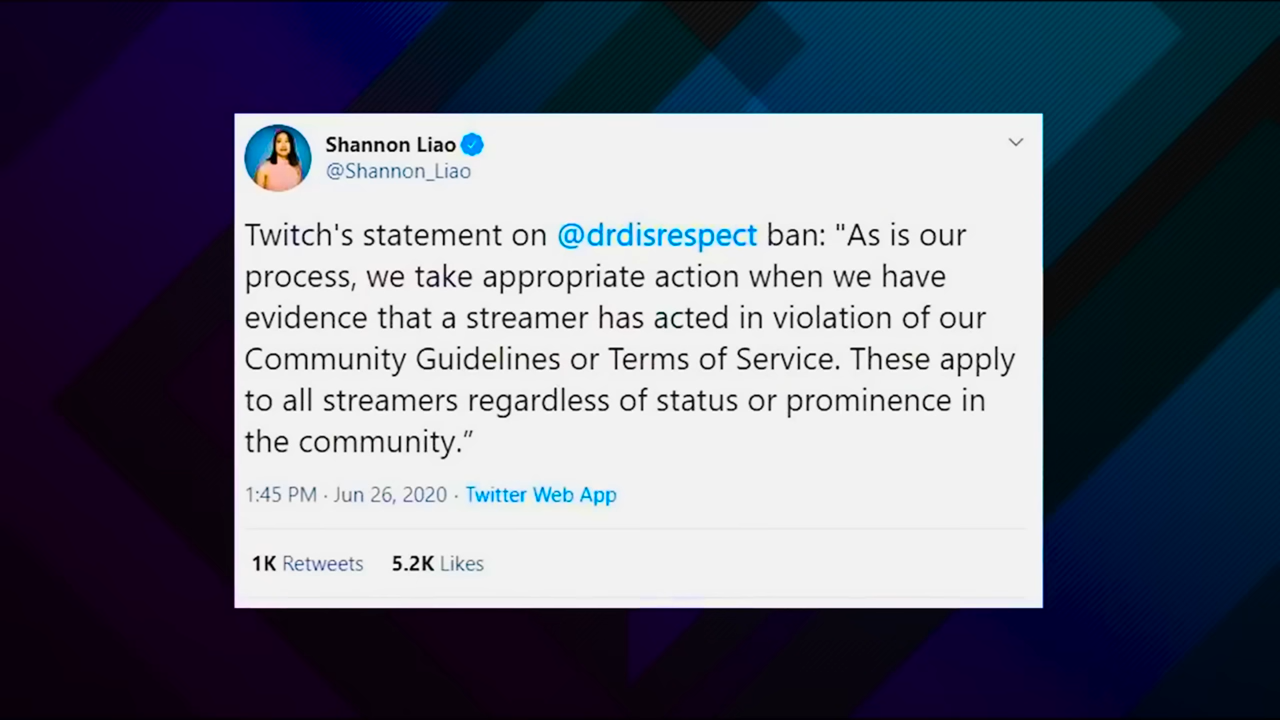 Shannon Liao
@Shannon_Liao
Twitch's statement on @drdisrespect ban: "As is our
process, we take appropriate action when we have
evidence that a streamer has acted in violation of our
Community Guidelines or Terms of Service. These apply
to all streamers regardless of status or prominence in
the community.”
1:45 PM · Jun 26, 2020 · Twitter Web App
1K Retweets 5.2K Likes